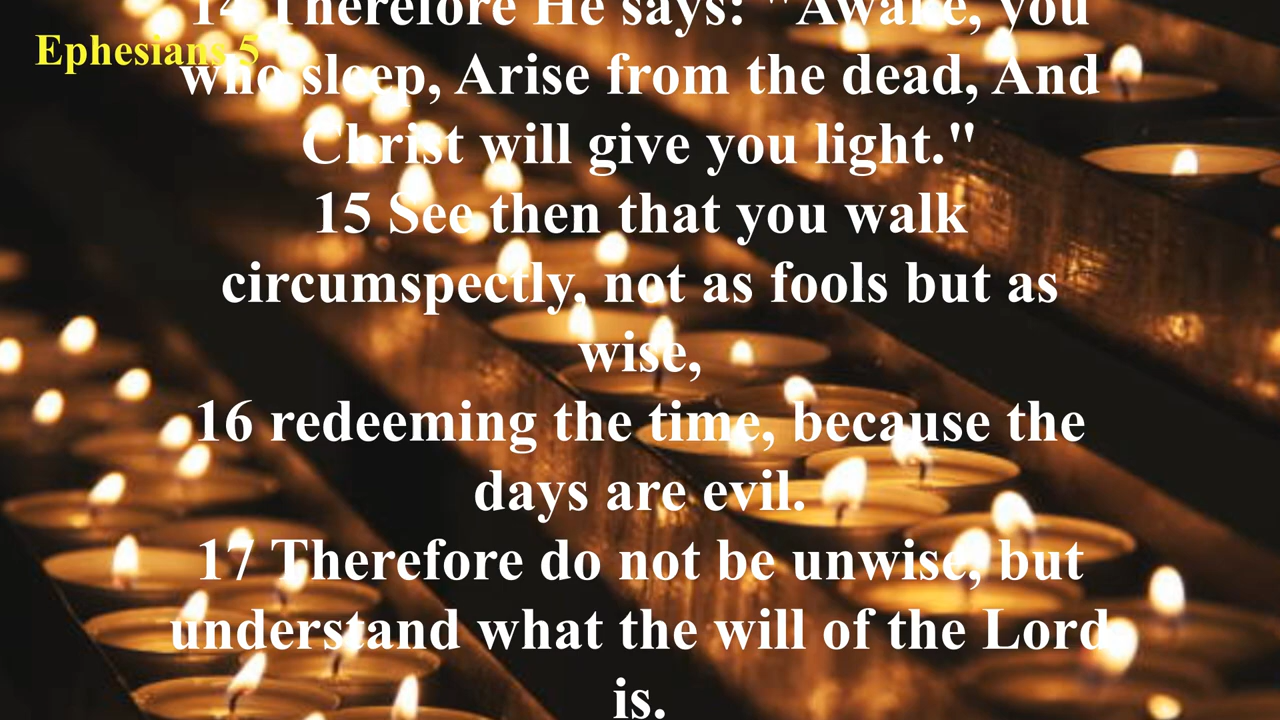 Ephesians 5
14 Therefore He says: "Awake, you
who sleep, Arise from the dead, And
Christ will give you light."
15 See then that you walk
circumspectly, not as fools but as
wise,
16 redeeming the time, because the
days are evil.
17 Therefore do not be unwise, but
understand what the will of the Lord
is.